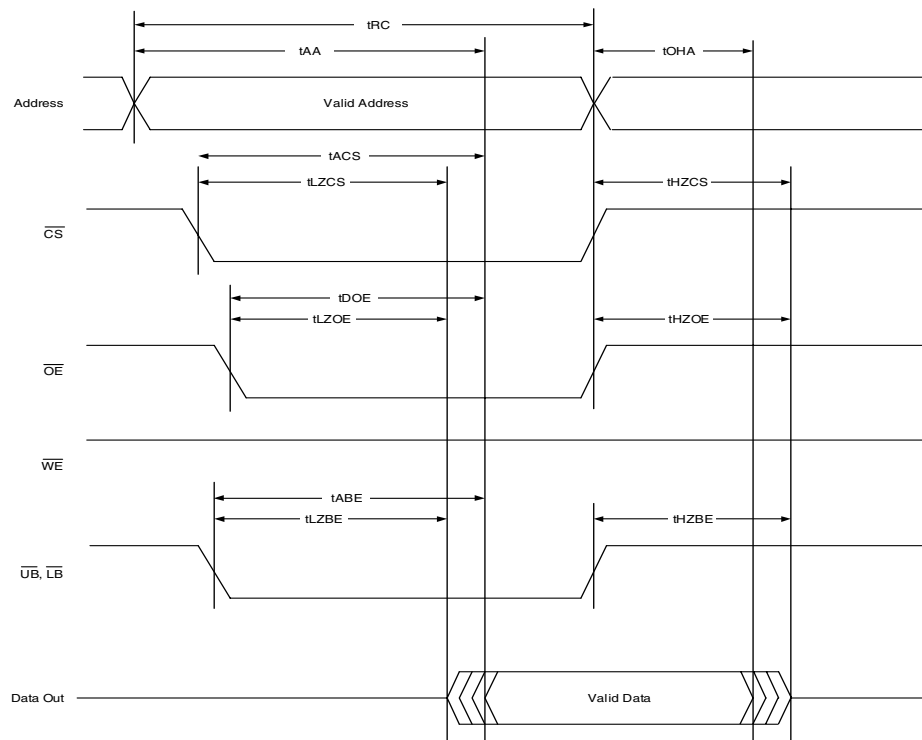 tRC
tAA
tOHA
Address
Valid Address
tACS
tLZCS
tHZCS
CS
tDOE
tLZOE
tHZOE
OE
WE
tABE
tLZBE
tHZBE
UB, LB
Data Out
Valid Data